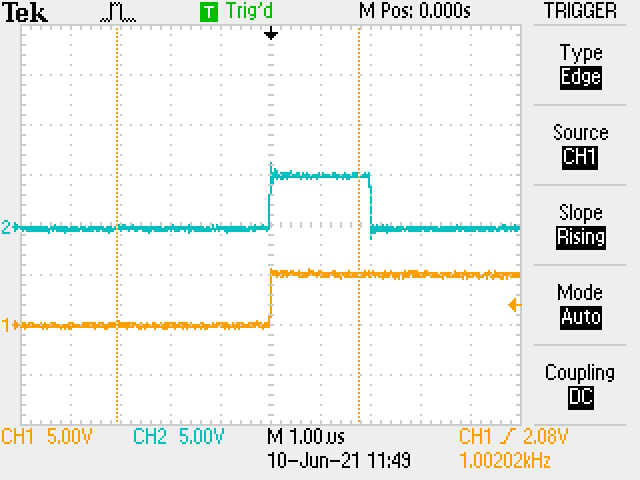 Tek T Trig'd M Pos: 0.000s TRIGGER
Type
Edge
Source
CH1
2
Slope
Rising
Mode
Auto
1
Coupling
DC
CH1 5.00V CH2 5.00V M 1.00us CH1 2.08V
10-Jun-21 11:49 1.00202kHz